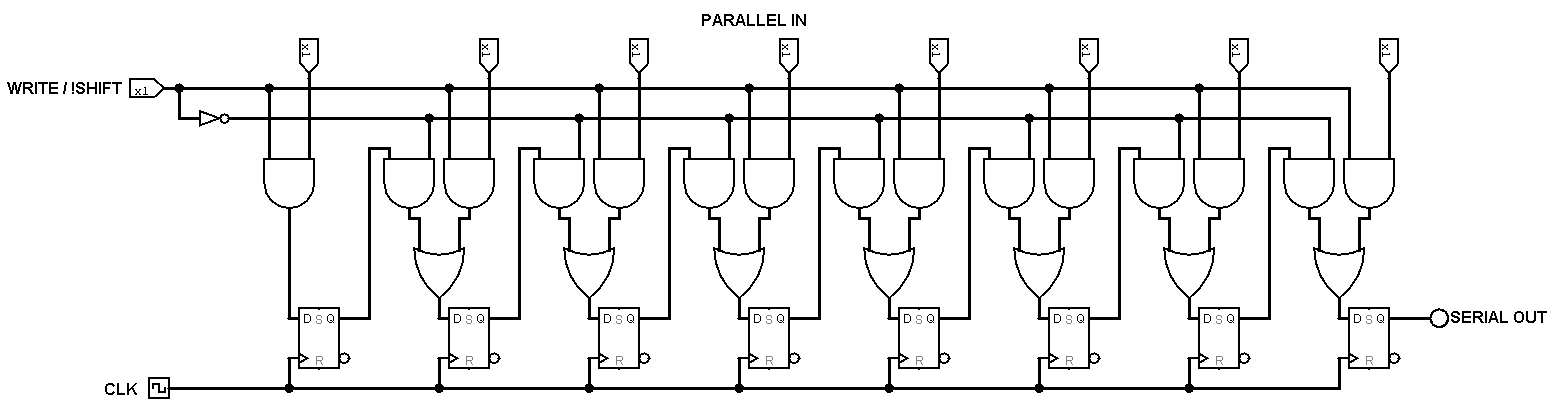 PARALLEL IN
x1 x1 x1 x1 x1 x1 x1 x1
WRITE / !SHIFT x1
D S Q D S Q D S Q D S Q D S Q D S Q D S Q D S Q SERIAL OUT
R R R R R R R R
CLK